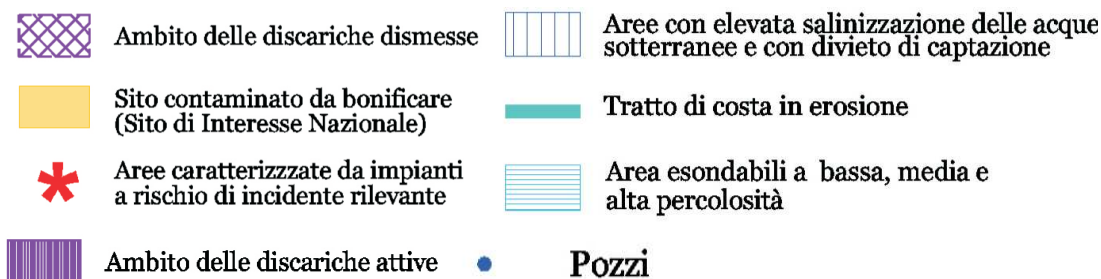 Ambito delle discariche dismesse
Sito contaminato da bonificare
(Sito di Interesse Nazionale)
Aree caratterizzzate da impianti
a rischio di incidente rilevante
Ambito delle discariche attive
Aree con elevata salinizzazione delle acque
sotterranee e con divieto di captazione
Tratto di costa in erosione
Area esondabili a bassa, media e
alta percolosità
Pozzi